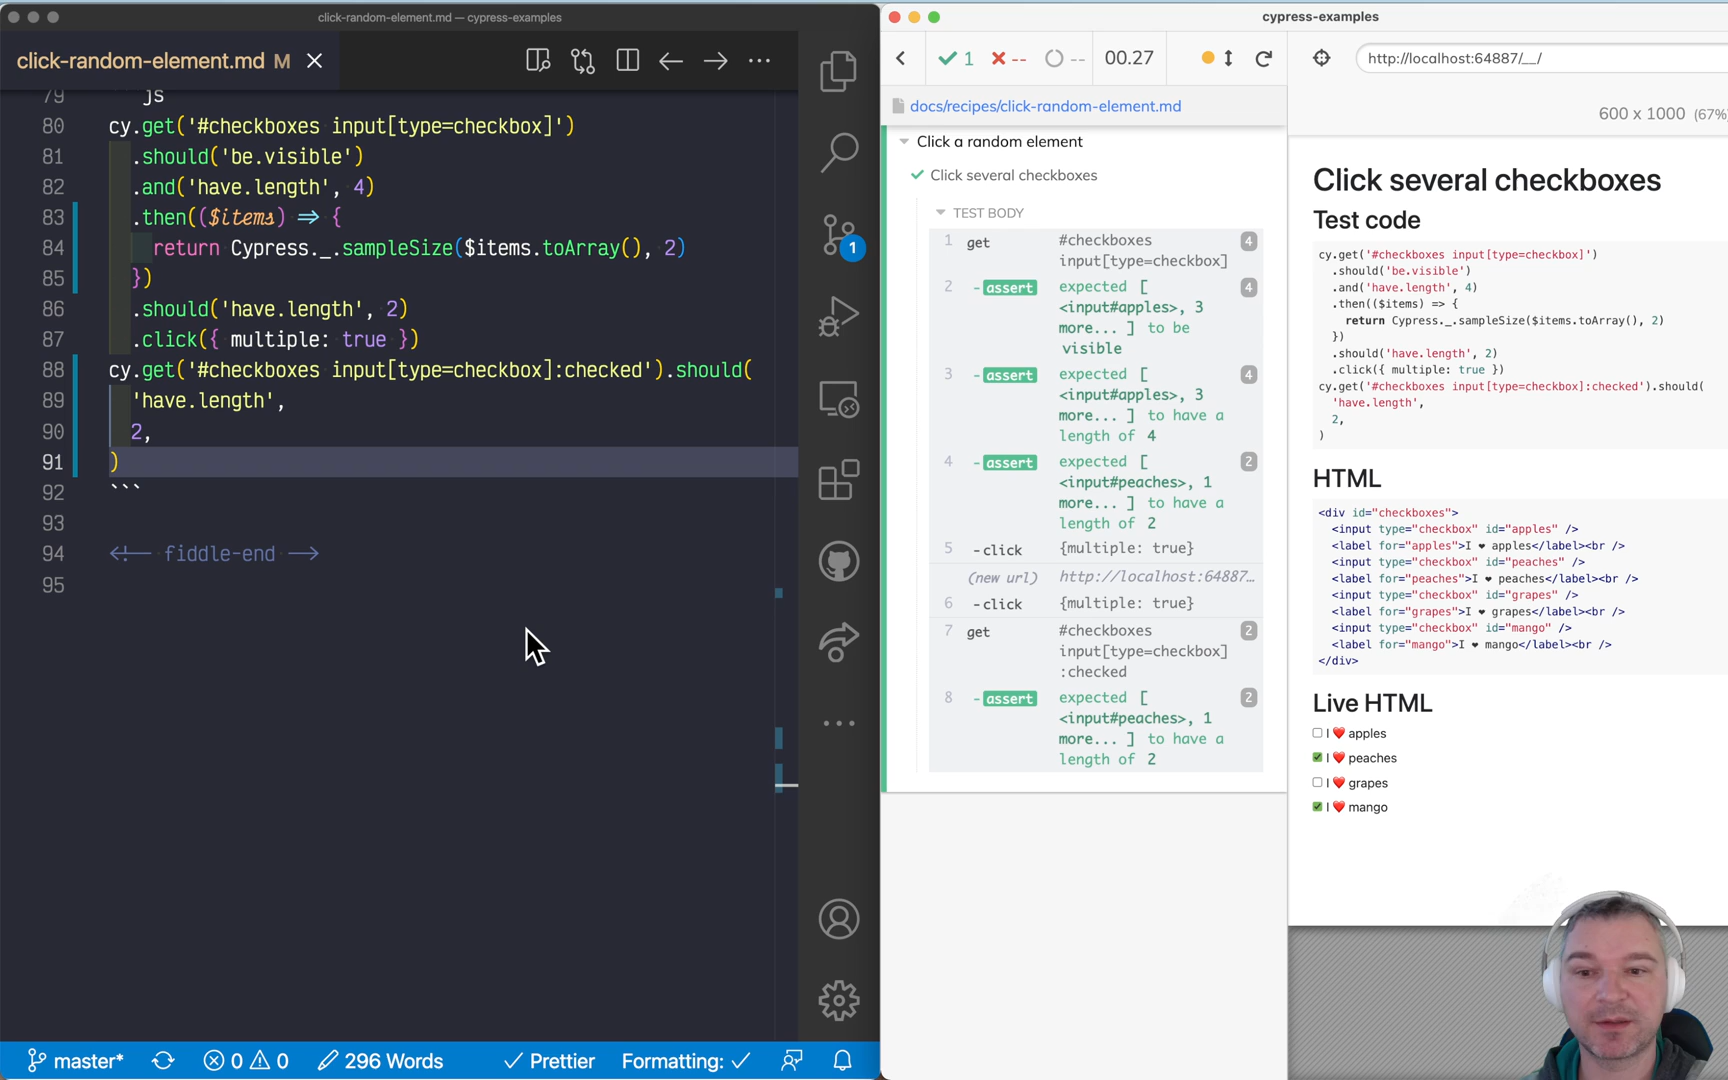 click-random-element.md — cypress-examples
click-random-element.md M
79 ```js
80 cy.get('#checkboxes input[type=checkbox]')
81 .should('be.visible')
82 .and('have.length', 4)
83 .then(($items) ⇒ {
84 return Cypress._.sampleSize($items.toArray(), 2)
85 })
86 .should('have.length', 2)
87 .click({ multiple: true })
88 cy.get('#checkboxes input[type=checkbox]:checked').should(
89 'have.length',
90 2,
91 )
92 ```
93
94 <!-- fiddle-end -->
95
1
master* 0 0 296 Words Prettier Formatting:
cypress-examples
1 -- -- 00.27
http://localhost:64887/__/
docs/recipes/click-random-element.md
600 x 1000 (67%
Click a random element
Click several checkboxes
TEST BODY
1 get #checkboxes 4
input[type=checkbox]
2 -assert expected [ 4
<input#apples>, 3
more... ] to be
visible
3 -assert expected [ 4
<input#apples>, 3
more... ] to have a
length of 4
4 -assert expected [ 2
<input#peaches>, 1
more... ] to have a
length of 2
5 -click {multiple: true}
(new url) http://localhost:64887…
6 -click {multiple: true}
7 get #checkboxes 2
input[type=checkbox]
:checked
8 -assert expected [ 2
<input#peaches>, 1
more... ] to have a
length of 2
Click several checkboxes
Test code
cy.get('#checkboxes input[type=checkbox]')
.should('be.visible')
.and('have.length', 4)
.then(($items) => {
return Cypress._.sampleSize($items.toArray(), 2)
})
.should('have.length', 2)
.click({ multiple: true })
cy.get('#checkboxes input[type=checkbox]:checked').should(
'have.length',
2,
)
HTML
<div id="checkboxes">
<input type="checkbox" id="apples" />
<label for="apples">I ❤ apples</label><br />
<input type="checkbox" id="peaches" />
<label for="peaches">I ❤ peaches</label><br />
<input type="checkbox" id="grapes" />
<label for="grapes">I ❤ grapes</label><br />
<input type="checkbox" id="mango" />
<label for="mango">I ❤ mango</label><br />
</div>
Live HTML
I ❤️ apples
I ❤️ peaches
I ❤️ grapes
I ❤️ mango